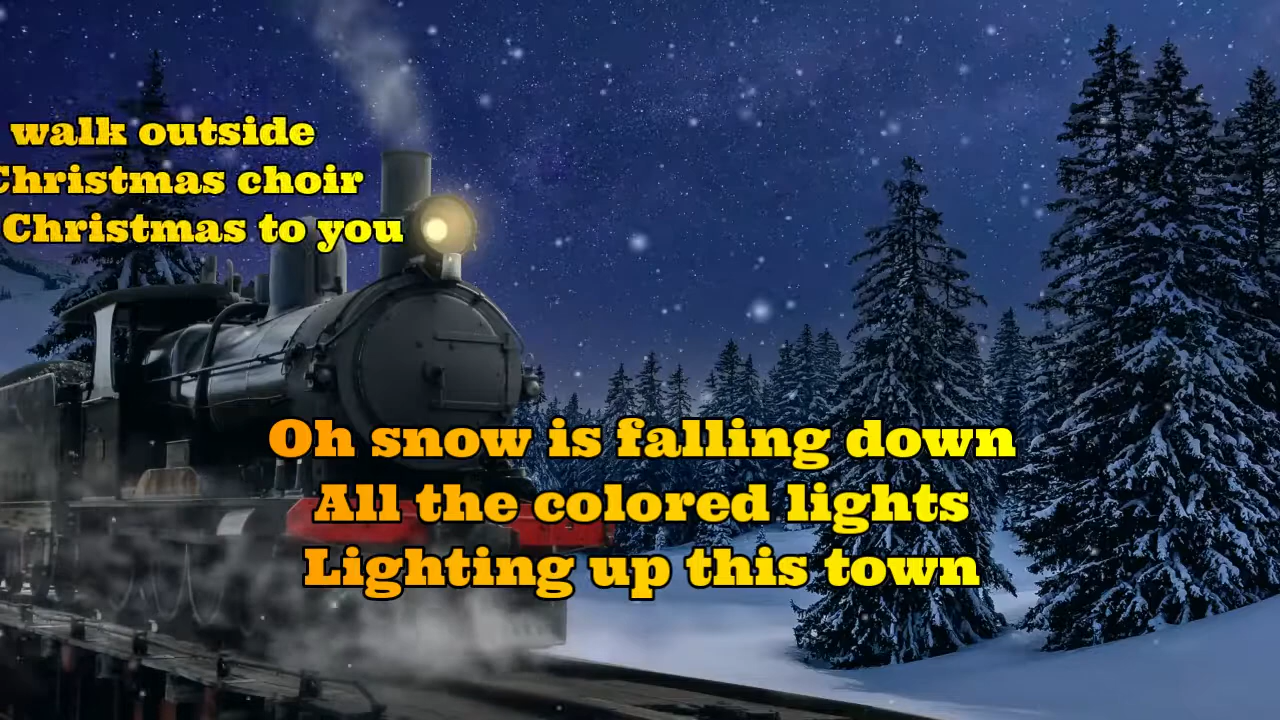 walk outside
Christmas choir
Christmas to you
Oh snow is falling down
All the colored lights
Lighting up this town